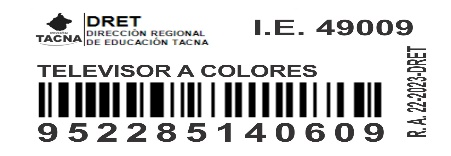 TACNA
DRET
DIRECCIÓN REGIONAL
DE EDUCACIÓN TACNA
I.E. 49009
TELEVISOR A COLORES
952285140609
R. A. 22-2023-DRET